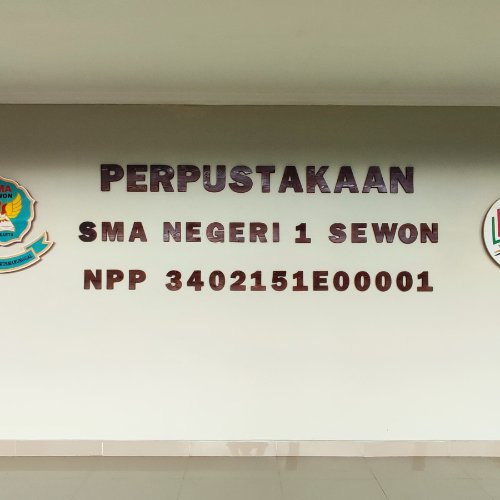 PERPUSTAKAAN
SMA NEGERI 1 SEWON
NPP 3402151E00001